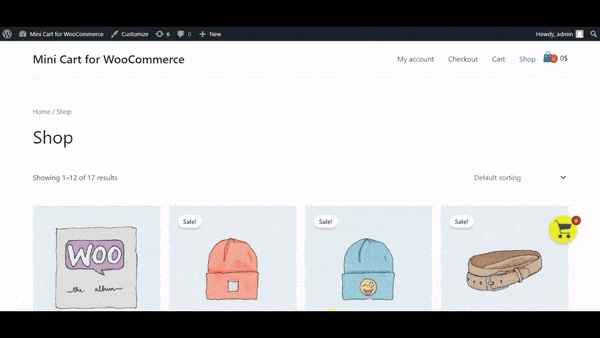 Mini Cart for WooCommerce Customize 6 0 New Howdy, admin
Mini Cart for WooCommerce My account Checkout Cart Shop 0 0$
Home / Shop
Shop
Showing 1–12 of 17 results Default sorting
Sale! Sale! Sale! 0
WOO
the album